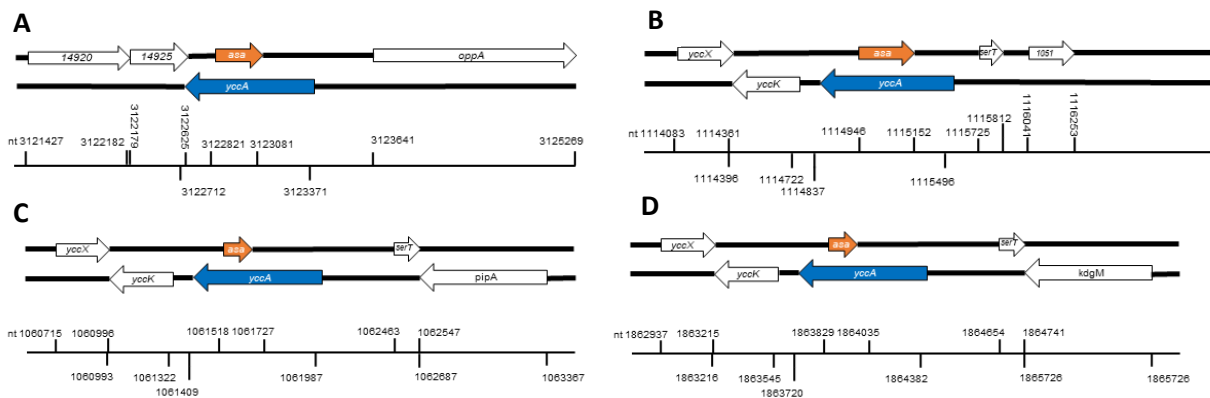 A
14920 14925 asa oppA
yccA
nt 3121427 3122182 3122179 3122625 3122821 3123081 3123641 3125269
3122712 3123371
B
yccX asa serT 1051
yccK yccA
nt 1114083 1114361 1114946 1115152 1115725 1115812 1116041 1116253
1114396 1114722 1114837 1115496
C
yccX asa serT
yccK yccA pipA
nt 1060715 1060996 1061518 1061727 1062463 1062547
1060993 1061322 1061409 1061987 1062687 1063367
D
yccX asa serT
yccK yccA kdgM
nt 1862937 1863215 1863829 1864035 1864654 1864741
1863216 1863545 1863720 1864382 1865726 1865726